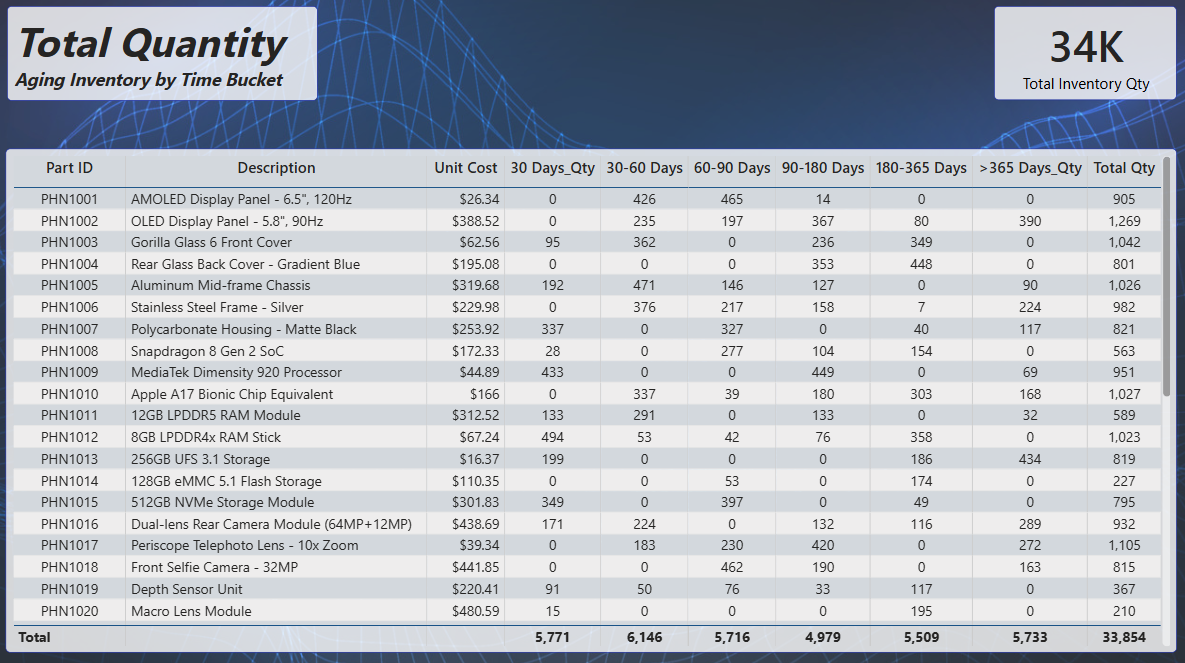 Total Quantity
Aging Inventory by Time Bucket
34K
Total Inventory Qty
Part ID Description Unit Cost 30 Days_Qty 30-60 Days 60-90 Days 90-180 Days 180-365 Days >365 Days_Qty Total Qty
PHN1001 AMOLED Display Panel - 6.5", 120Hz $26.34 0 426 465 14 0 0 905
PHN1002 OLED Display Panel - 5.8", 90Hz $388.52 0 235 197 367 80 390 1,269
PHN1003 Gorilla Glass 6 Front Cover $62.56 95 362 0 236 349 0 1,042
PHN1004 Rear Glass Back Cover - Gradient Blue $195.08 0 0 0 353 448 0 801
PHN1005 Aluminum Mid-frame Chassis $319.68 192 471 146 127 0 90 1,026
PHN1006 Stainless Steel Frame - Silver $229.98 0 376 217 158 7 224 982
PHN1007 Polycarbonate Housing - Matte Black $253.92 337 0 327 0 40 117 821
PHN1008 Snapdragon 8 Gen 2 SoC $172.33 28 0 277 104 154 0 563
PHN1009 MediaTek Dimensity 920 Processor $44.89 433 0 0 449 0 69 951
PHN1010 Apple A17 Bionic Chip Equivalent $166 0 337 39 180 303 168 1,027
PHN1011 12GB LPDDR5 RAM Module $312.52 133 291 0 133 0 32 589
PHN1012 8GB LPDDR4x RAM Stick $67.24 494 53 42 76 358 0 1,023
PHN1013 256GB UFS 3.1 Storage $16.37 199 0 0 0 186 434 819
PHN1014 128GB eMMC 5.1 Flash Storage $110.35 0 0 53 0 174 0 227
PHN1015 512GB NVMe Storage Module $301.83 349 0 397 0 49 0 795
PHN1016 Dual-lens Rear Camera Module (64MP+12MP) $438.69 171 224 0 132 116 289 932
PHN1017 Periscope Telephoto Lens - 10x Zoom $39.34 0 183 230 420 0 272 1,105
PHN1018 Front Selfie Camera - 32MP $441.85 0 0 462 190 0 163 815
PHN1019 Depth Sensor Unit $220.41 91 50 76 33 117 0 367
PHN1020 Macro Lens Module $480.59 15 0 0 0 195 0 210
Total 5,771 6,146 5,716 4,979 5,509 5,733 33,854